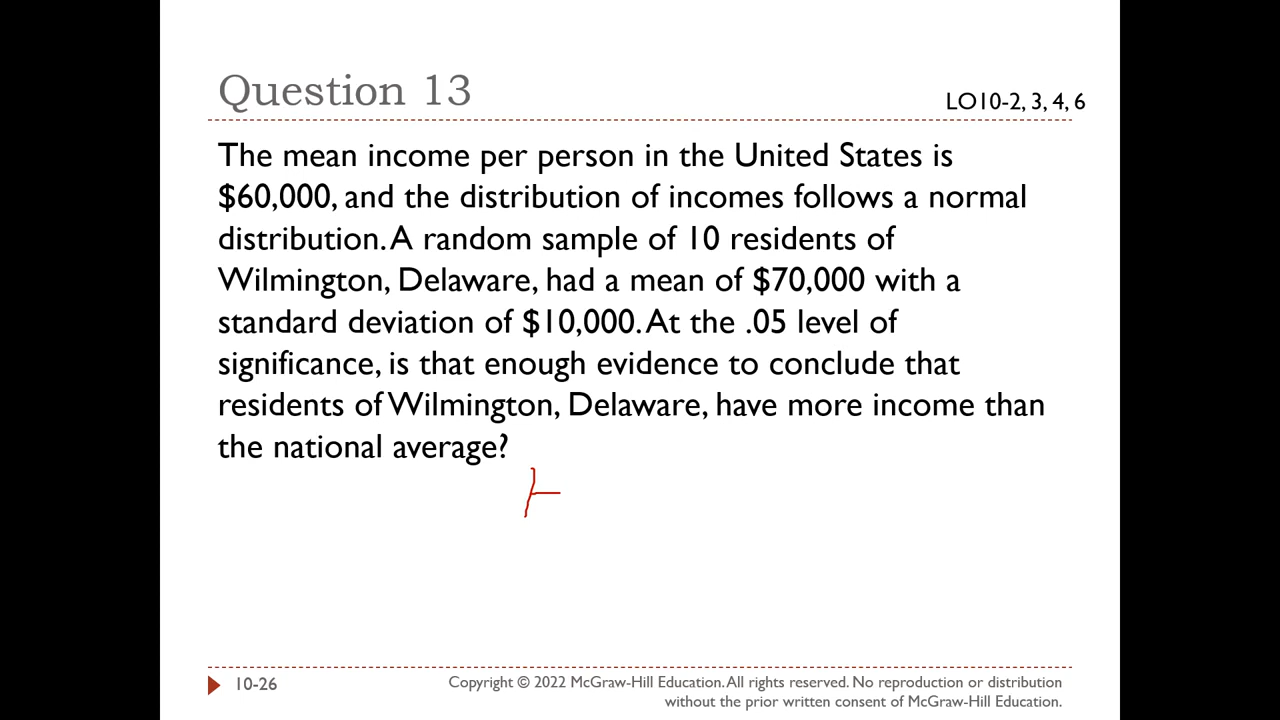 Question 13
LO10-2, 3, 4, 6
The mean income per person in the United States is
$60,000, and the distribution of incomes follows a normal
distribution. A random sample of 10 residents of
Wilmington, Delaware, had a mean of $70,000 with a
standard deviation of $10,000. At the .05 level of
significance, is that enough evidence to conclude that
residents of Wilmington, Delaware, have more income than
the national average?
10-26
Copyright © 2022 McGraw-Hill Education. All rights reserved. No reproduction or distribution
without the prior written consent of McGraw-Hill Education.